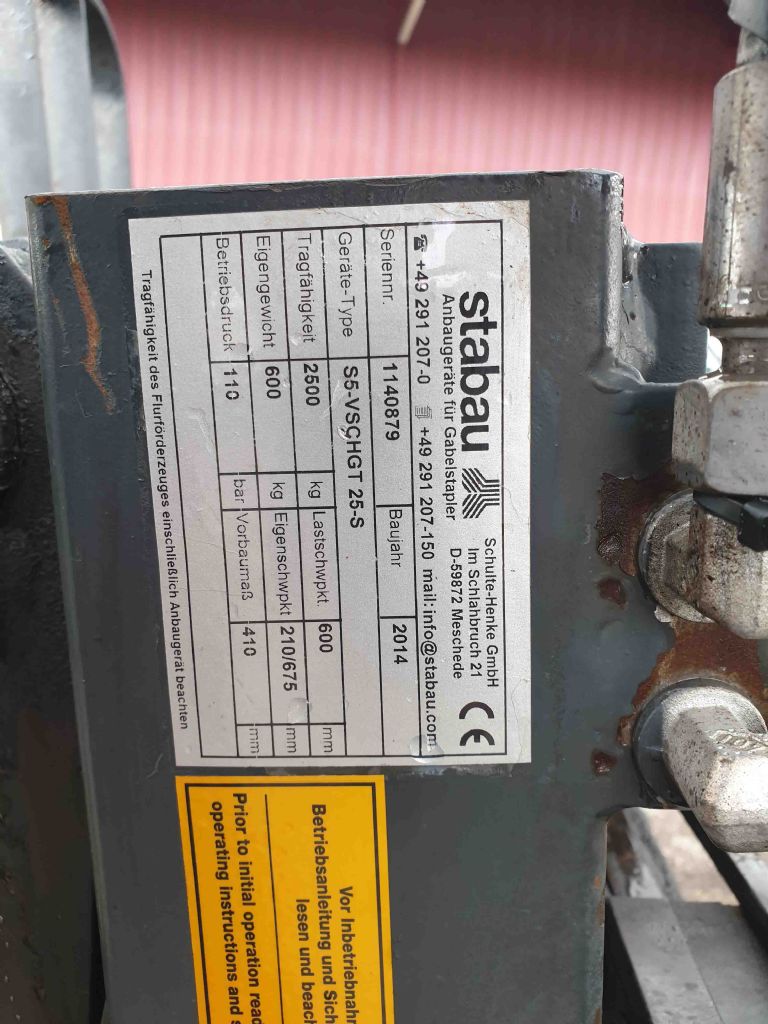 stabau
Anbaugeräte für Gabelstapler
Schulte-Henke GmbH
Im Schlahbruch 21
D-59872 Meschede
CE
☎ +49 291 207-0 +49 291 207-150 mail:info@stabau.com
Seriennr. 1140879 Baujahr 2014
Geräte-Type S5-VSCHGT 25-S
Tragfähigkeit 2500 kg Lastschwpkt. 600 mm
Eigengewicht 600 kg Eigenschwpkt 210/675 mm
Betriebsdruck 110 bar Vorbaumaß 410 mm
Tragfähigkeit des Flurförderzeuges einschließlich Anbaugerät beachten
Vor Inbetriebnahm
Betriebsanleitung und Sich
lesen und beach
Prior to initial operation read
operating instructions and s